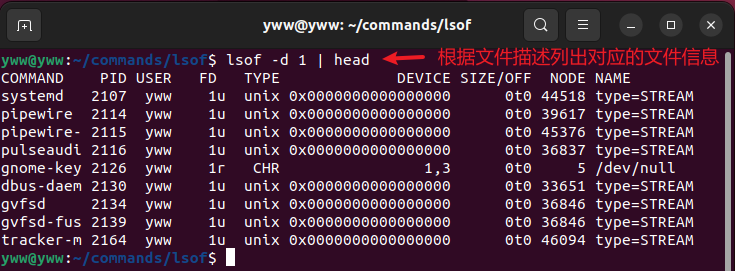 yww@yww: ~/commands/lsof
yww@yww:~/commands/lsof$ lsof -d 1 | head 根据文件描述列出对应的文件信息
COMMAND PID USER FD TYPE DEVICE SIZE/OFF NODE NAME
systemd 2107 yww 1u unix 0x0000000000000000 0t0 44518 type=STREAM
pipewire 2114 yww 1u unix 0x0000000000000000 0t0 39617 type=STREAM
pipewire- 2115 yww 1u unix 0x0000000000000000 0t0 45376 type=STREAM
pulseaudi 2116 yww 1u unix 0x0000000000000000 0t0 36837 type=STREAM
gnome-key 2126 yww 1r CHR 1,3 0t0 5 /dev/null
dbus-daem 2130 yww 1u unix 0x0000000000000000 0t0 33651 type=STREAM
gvfsd 2134 yww 1u unix 0x0000000000000000 0t0 36846 type=STREAM
gvfsd-fus 2139 yww 1u unix 0x0000000000000000 0t0 36846 type=STREAM
tracker-m 2164 yww 1u unix 0x0000000000000000 0t0 46094 type=STREAM
yww@yww:~/commands/lsof$